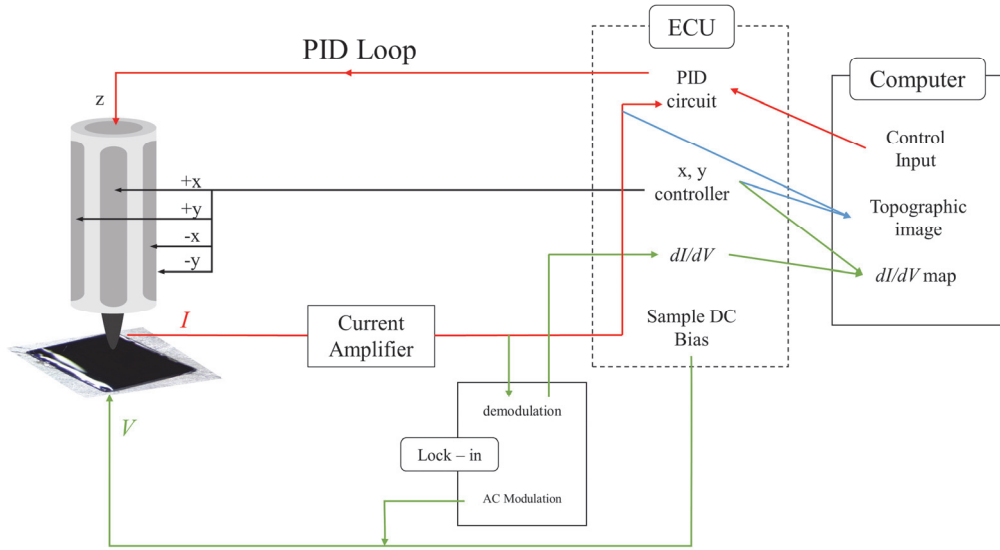 ECU
PID Loop
PID
circuit
Computer
z
Control
Input
+x
x, y
controller
+y
Topographic
image
-x
-y
dI/dV
dI/dV map
I
Current
Amplifier
Sample DC
Bias
demodulation
V
Lock – in
AC Modulation